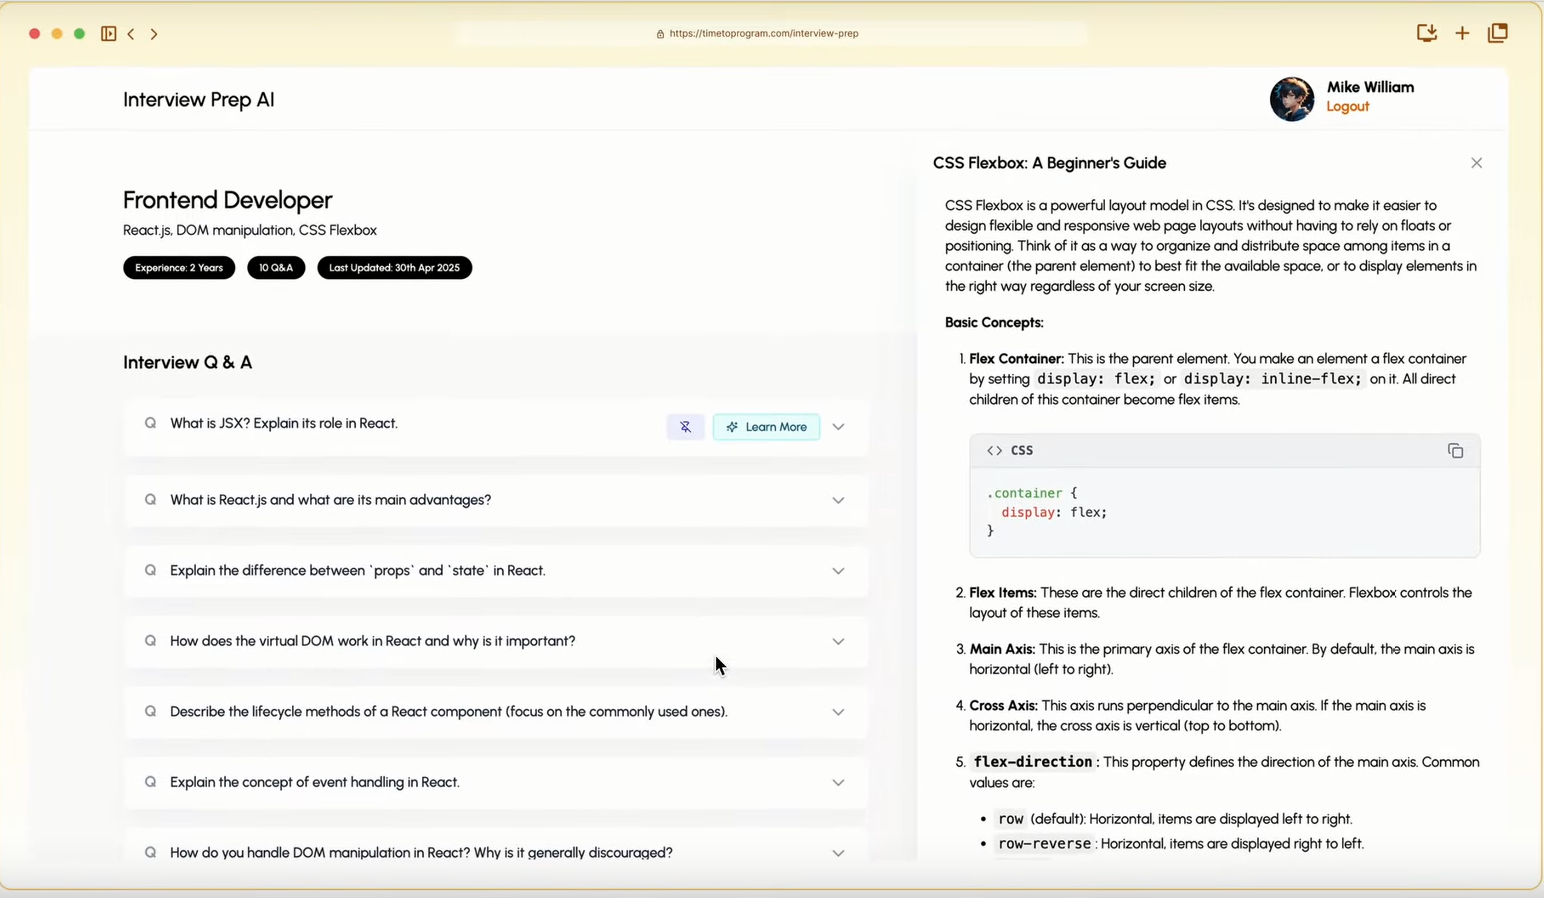 https://timetoprogram.com/interview-prep
Interview Prep AI
Mike William
Logout
Frontend Developer
React.js, DOM manipulation, CSS Flexbox
Experience: 2 Years
10 Q&A
Last Updated: 30th Apr 2025
Interview Q & A
Q What is JSX? Explain its role in React.
Learn More
Q What is React.js and what are its main advantages?
Q Explain the difference between `props` and `state` in React.
Q How does the virtual DOM work in React and why is it important?
Q Describe the lifecycle methods of a React component (focus on the commonly used ones).
Q Explain the concept of event handling in React.
Q How do you handle DOM manipulation in React? Why is it generally discouraged?
CSS Flexbox: A Beginner's Guide
CSS Flexbox is a powerful layout model in CSS. It's designed to make it easier to
design flexible and responsive web page layouts without having to rely on floats or
positioning. Think of it as a way to organize and distribute space among items in a
container (the parent element) to best fit the available space, or to display elements in
the right way regardless of your screen size.
Basic Concepts:
1. Flex Container: This is the parent element. You make an element a flex container
by setting display: flex; or display: inline-flex; on it. All direct
children of this container become flex items.
<> CSS
.container {
display: flex;
}
2. Flex Items: These are the direct children of the flex container. Flexbox controls the
layout of these items.
3. Main Axis: This is the primary axis of the flex container. By default, the main axis is
horizontal (left to right).
4. Cross Axis: This axis runs perpendicular to the main axis. If the main axis is
horizontal, the cross axis is vertical (top to bottom).
5. flex-direction : This property defines the direction of the main axis. Common
values are:
• row (default): Horizontal, items are displayed left to right.
• row-reverse : Horizontal, items are displayed right to left.